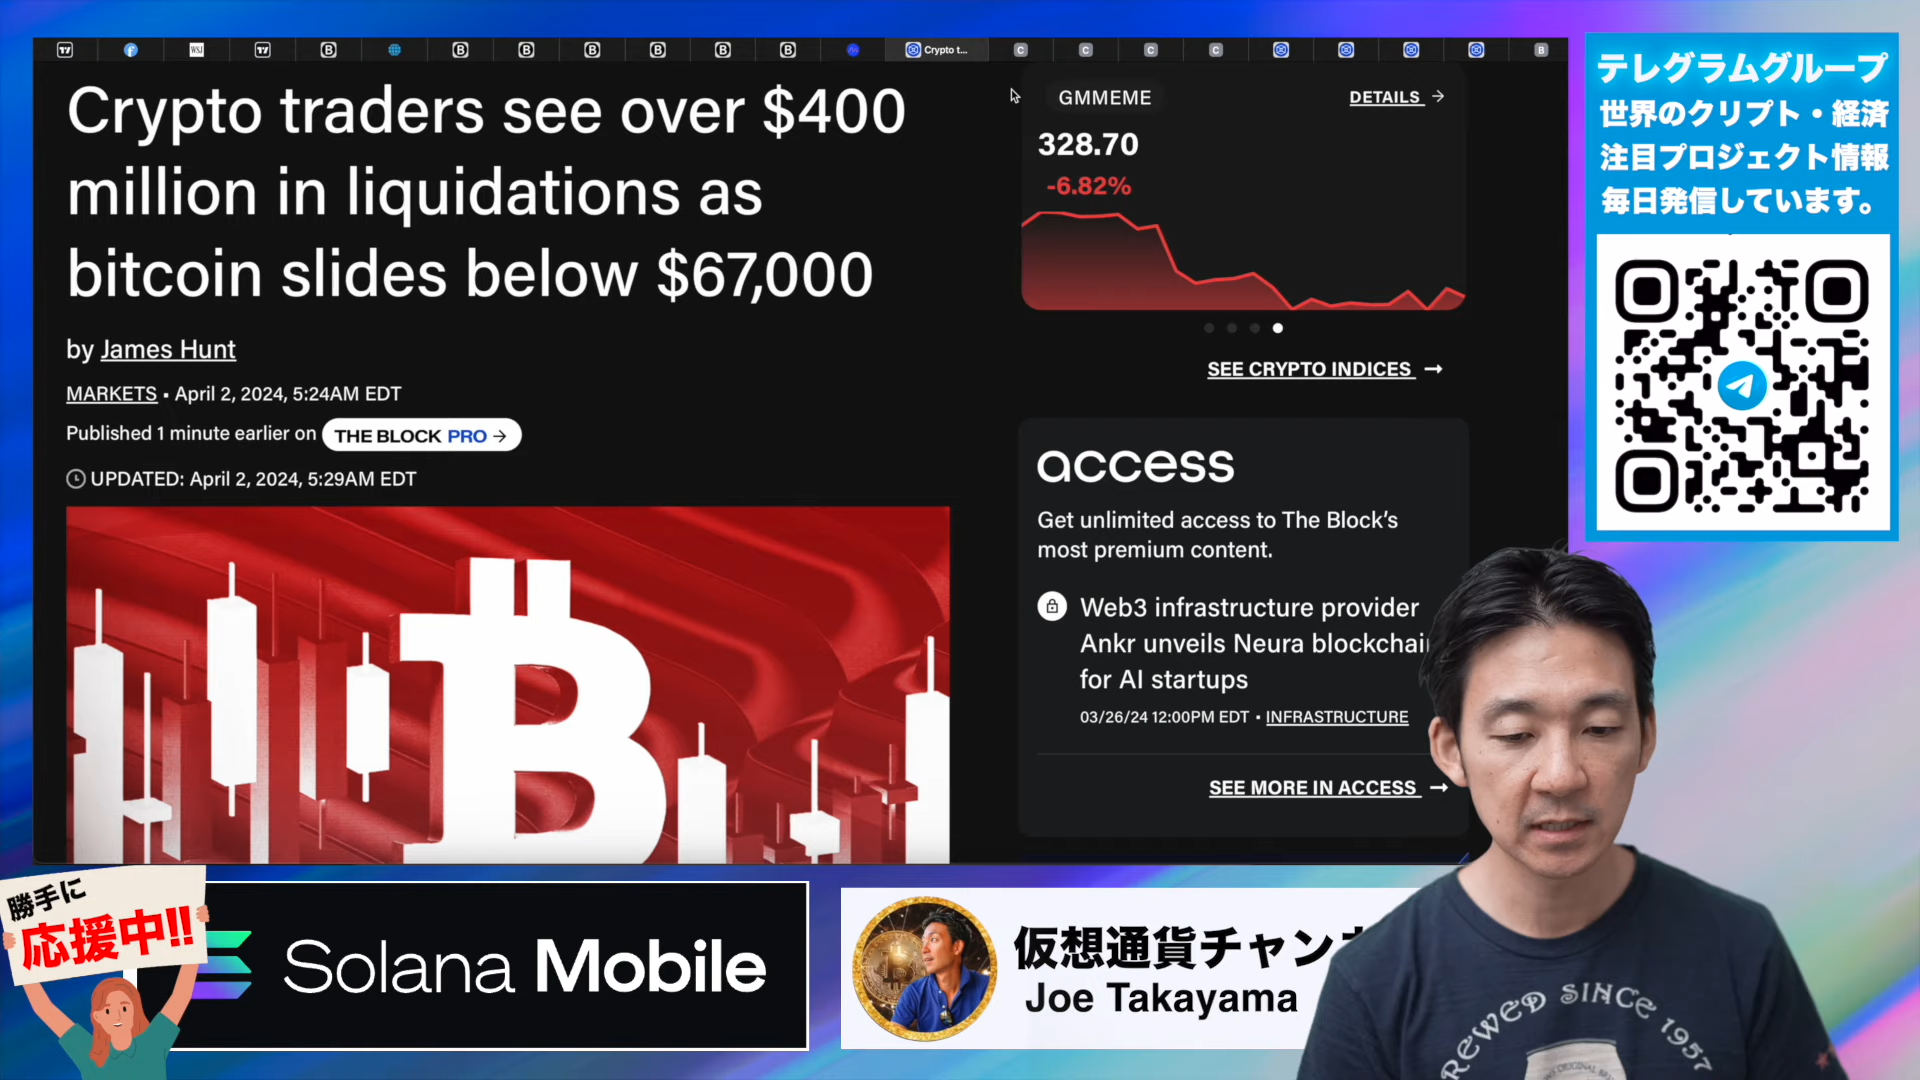 WSJ
Crypto t...
Crypto traders see over $400
million in liquidations as
bitcoin slides below $67,000
by James Hunt
MARKETS • April 2, 2024, 5:24AM EDT
Published 1 minute earlier on THE BLOCK PRO →
UPDATED: April 2, 2024, 5:29AM EDT
GMMEME
DETAILS →
328.70
-6.82%
SEE CRYPTO INDICES →
access
Get unlimited access to The Block's
most premium content.
Web3 infrastructure provider
Ankr unveils Neura blockchain
for AI startups
03/26/24 12:00PM EDT • INFRASTRUCTURE
SEE MORE IN ACCESS →
テレグラムグループ
世界のクリプト・経済
注目プロジェクト情報
毎日発信しています。
勝手に
応援中!!
Solana Mobile
仮想通貨チャン
Joe Takayama
REWED SINCE 1957